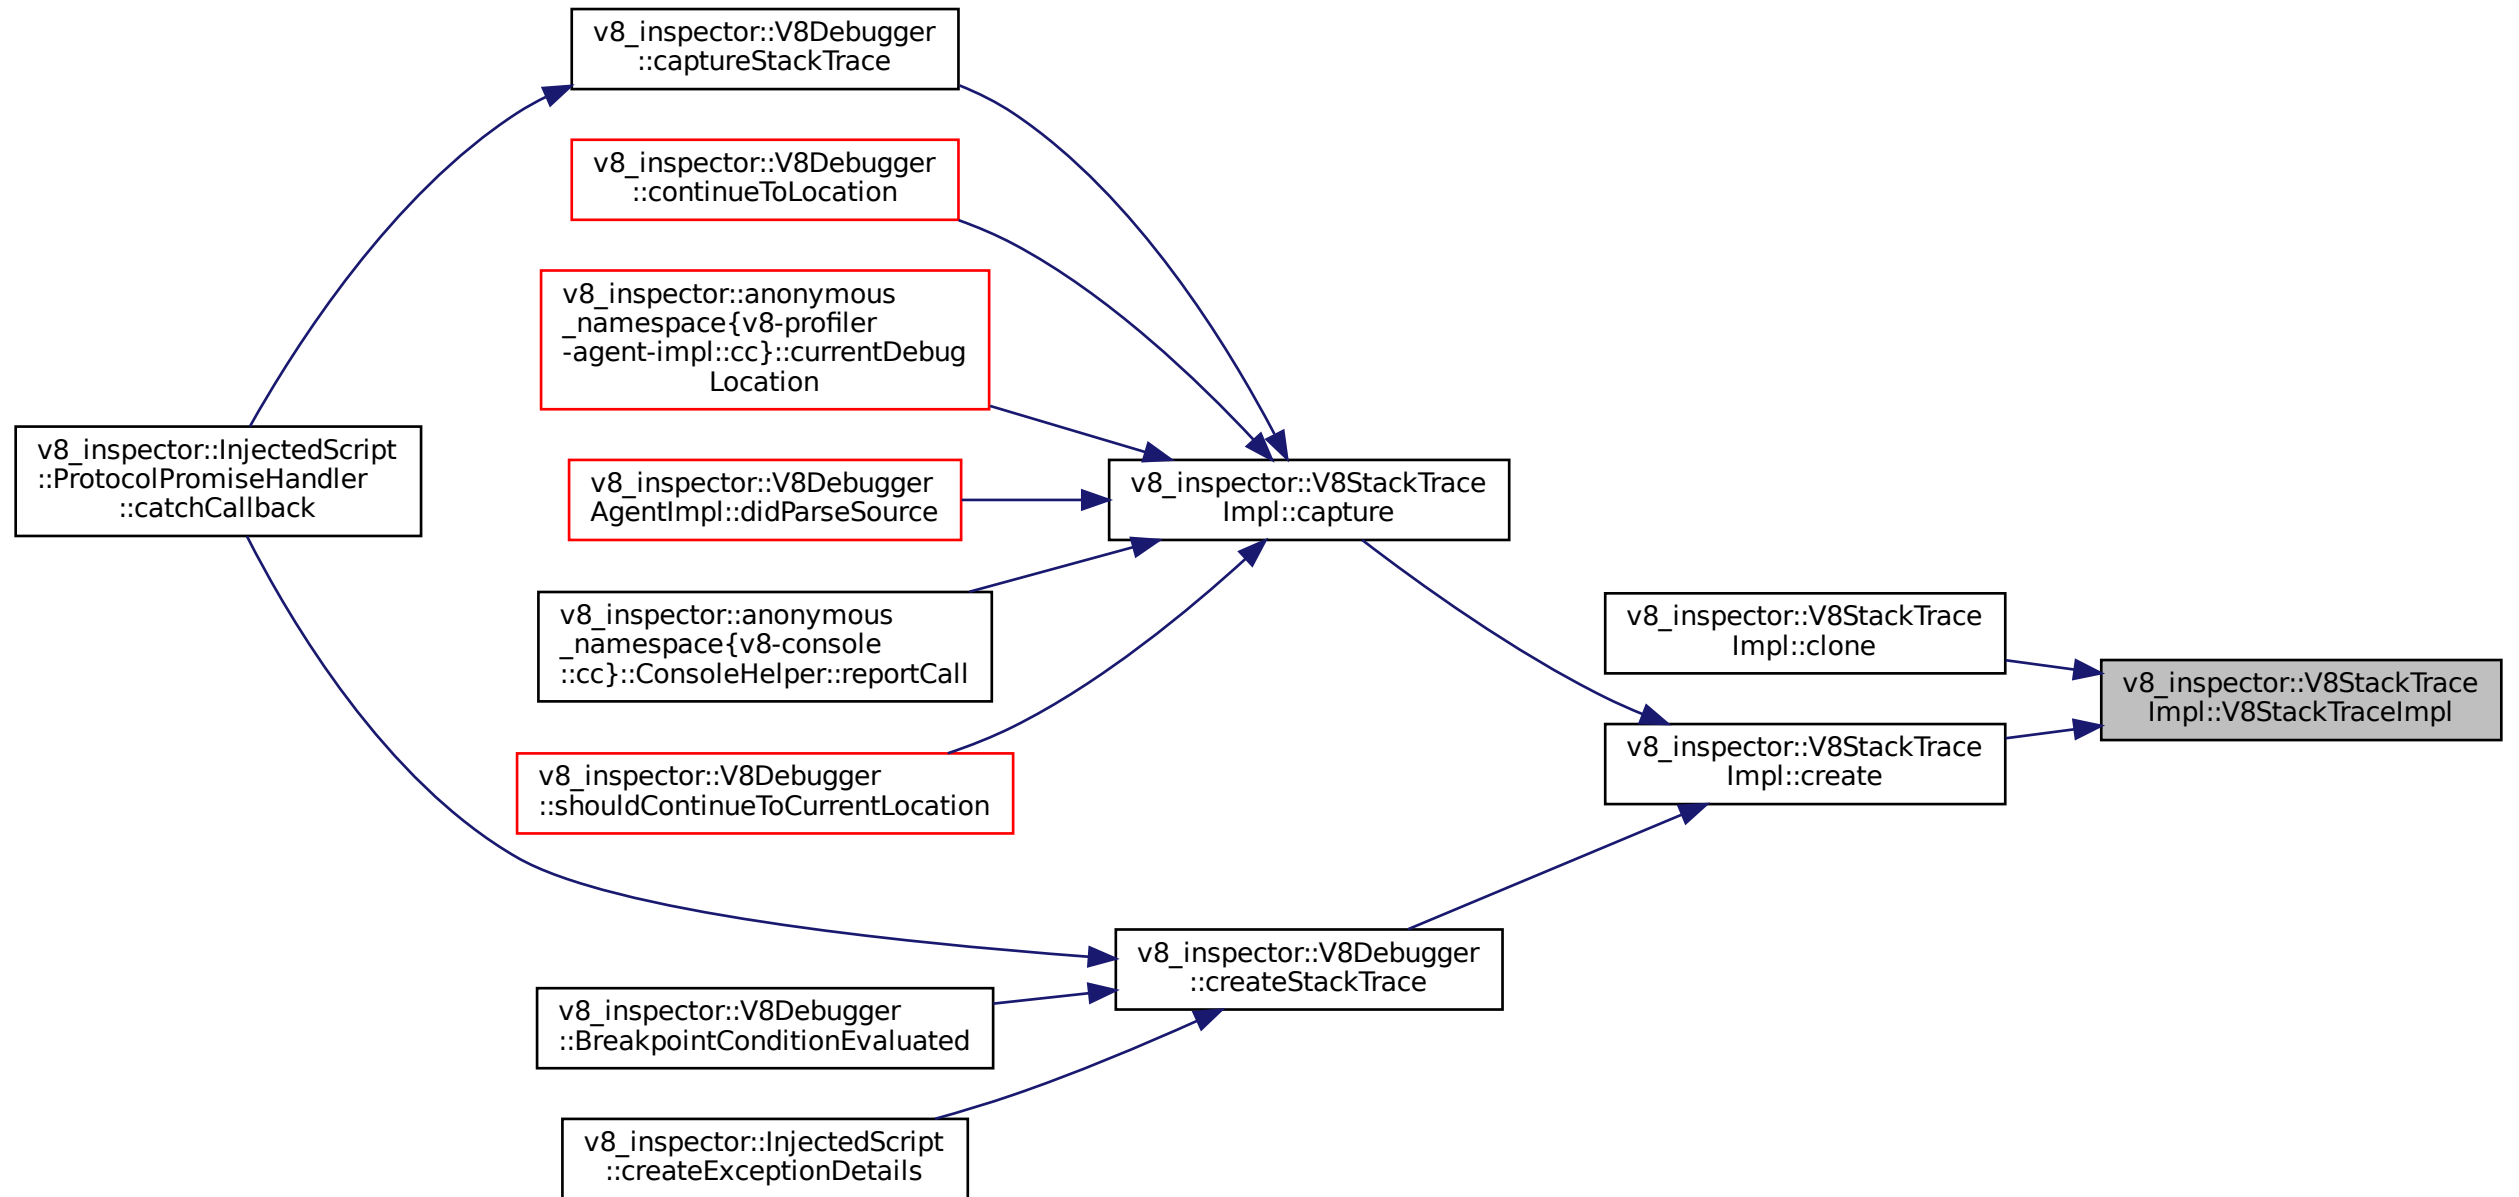 v8_inspector::V8Debugger
::captureStackTrace
v8_inspector::V8Debugger
::continueToLocation
v8_inspector::anonymous
_namespace{v8-profiler
-agent-impl::cc}::currentDebug
Location
v8_inspector::InjectedScript
::ProtocolPromiseHandler
::catchCallback
v8_inspector::V8Debugger
AgentImpl::didParseSource
v8_inspector::V8StackTrace
Impl::capture
v8_inspector::anonymous
_namespace{v8-console
::cc}::ConsoleHelper::reportCall
v8_inspector::V8StackTrace
Impl::clone
v8_inspector::V8StackTrace
Impl::V8StackTraceImpl
v8_inspector::V8StackTrace
Impl::create
v8_inspector::V8Debugger
::shouldContinueToCurrentLocation
v8_inspector::V8Debugger
::createStackTrace
v8_inspector::V8Debugger
::BreakpointConditionEvaluated
v8_inspector::InjectedScript
::createExceptionDetails